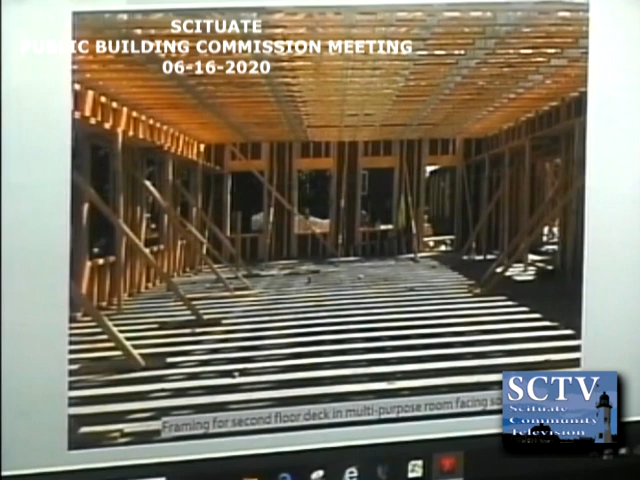 SCITUATE
PUBLIC BUILDING COMMISSION MEETING
06-16-2020
Framing for second floor deck in multi-purpose room facing
SCTV
Scituate
Community
Television